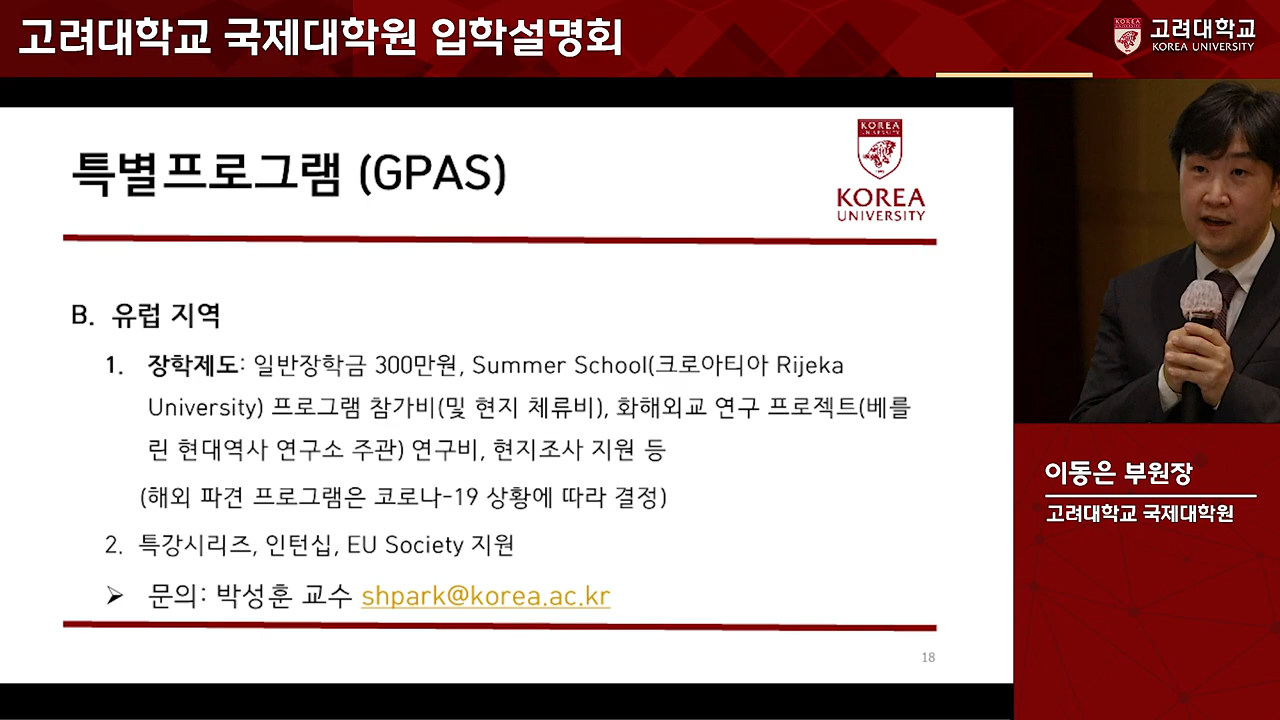 고려대학교 국제대학원 입학설명회
KOREA UNIVERSITY
고려대학교
KOREA UNIVERSITY
특별프로그램 (GPAS)
KOREA
UNIVERSITY
KOREA
UNIVERSITY
B. 유럽 지역
1. 장학제도: 일반장학금 300만원, Summer School(크로아티아 Rijeka
University) 프로그램 참가비(및 현지 체류비), 화해외교 연구 프로젝트(베를
린 현대역사 연구소 주관) 연구비, 현지조사 지원 등
(해외 파견 프로그램은 코로나-19 상황에 따라 결정)
2. 특강시리즈, 인턴십, EU Society 지원
➢ 문의: 박성훈 교수 shpark@korea.ac.kr
18
이동은 부원장
고려대학교 국제대학원